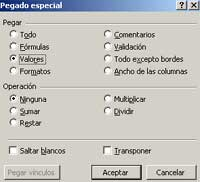 Pegado especial
Pegar
Todo
Comentarios
Fórmulas
Validación
Valores
Todo excepto bordes
Formatos
Ancho de las columnas
Operación
Ninguna
Multiplicar
Sumar
Dividir
Restar
Saltar blancos
Transponer
Pegar vínculos
Aceptar
Cancelar